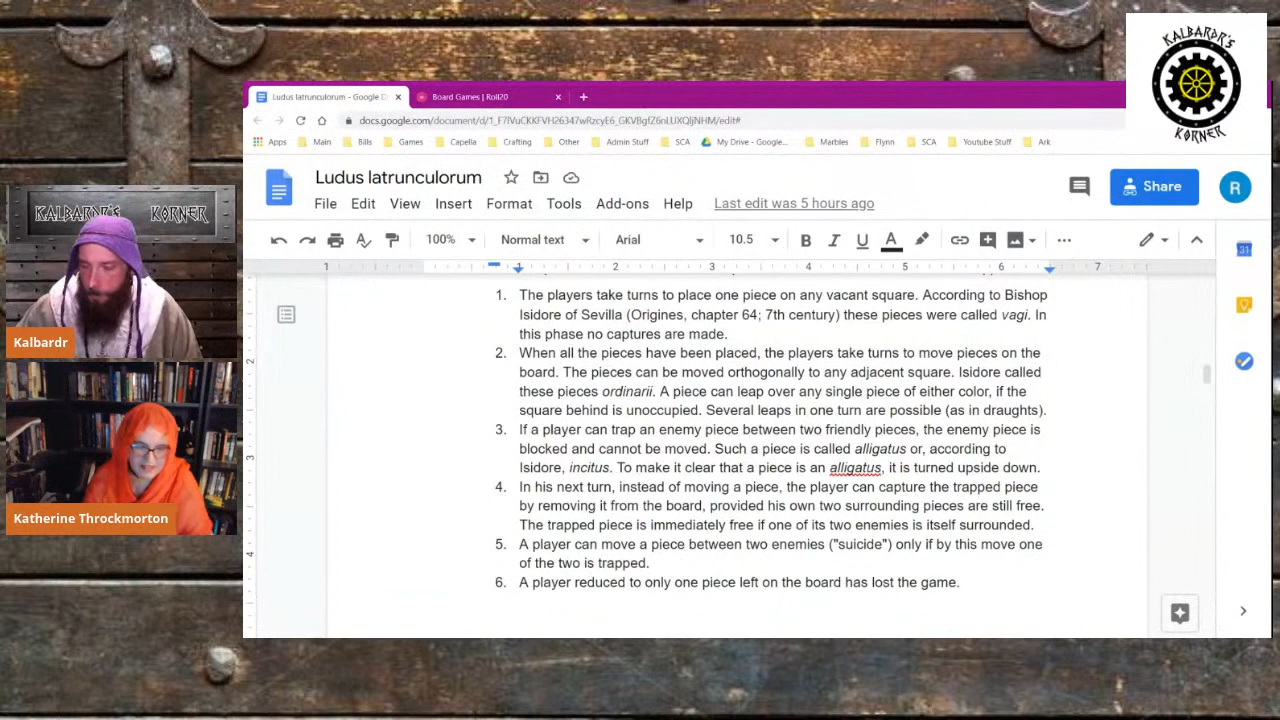 KALBARDR'S
KORNER
Ludus latrunculorum - Google D
Board Games | Roll20
docs.google.com/document/d/1_F7IVuCKKFVH26347wRzcyE6_GKVBgfZ6nLUXQljNHM/edit#
Apps Main Bills Games Capella Crafting Other Admin Stuff SCA My Drive - Google... Marbles Flynn SCA Youtube Stuff Ark
Ludus latrunculorum
Share
R
File Edit View Insert Format Tools Add-ons Help Last edit was 5 hours ago
100% Normal text Arial 10.5 B I U A
1 1 2 3 4 5 6 7
1. The players take turns to place one piece on any vacant square. According to Bishop
Isidore of Sevilla (Origines, chapter 64; 7th century) these pieces were called vagi. In
this phase no captures are made.
2. When all the pieces have been placed, the players take turns to move pieces on the
board. The pieces can be moved orthogonally to any adjacent square. Isidore called
these pieces ordinarii. A piece can leap over any single piece of either color, if the
square behind is unoccupied. Several leaps in one turn are possible (as in draughts).
3. If a player can trap an enemy piece between two friendly pieces, the enemy piece is
blocked and cannot be moved. Such a piece is called alligatus or, according to
Isidore, incitus. To make it clear that a piece is an alligatus, it is turned upside down.
4. In his next turn, instead of moving a piece, the player can capture the trapped piece
by removing it from the board, provided his own two surrounding pieces are still free.
The trapped piece is immediately free if one of its two enemies is itself surrounded.
5. A player can move a piece between two enemies ("suicide") only if by this move one
of the two is trapped.
6. A player reduced to only one piece left on the board has lost the game.
2
3
4
31
KALBARDR'S KORNER
Kalbardr
Katherine Throckmorton